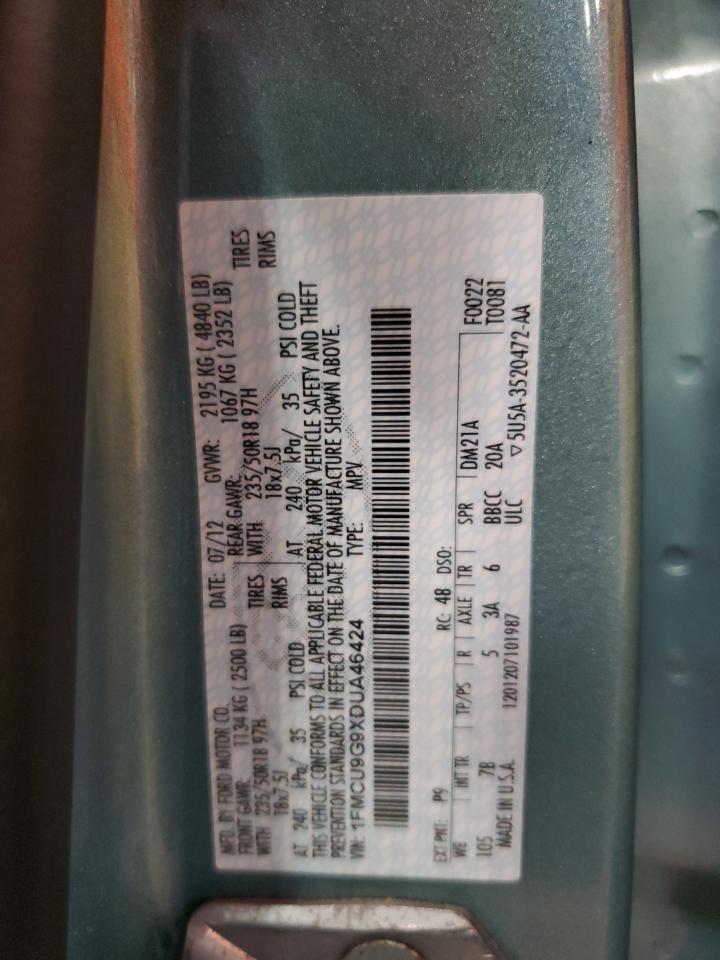 MFD. BY FORD MOTOR CO.
DATE: 07/12 GVWR: 2195 KG ( 4840 LB)
FRONT GAWR: 1134 KG ( 2500 LB) REAR GAWR: 1067 KG ( 2352 LB)
WITH 235/50R18 97H TIRES WITH 235/50R18 97H TIRES
18x7.5J RIMS 18x7.5J RIMS
AT 240 kPa/ 35 PSI COLD AT 240 kPa/ 35 PSI COLD
THIS VEHICLE CONFORMS TO ALL APPLICABLE FEDERAL MOTOR VEHICLE SAFETY AND THEFT
PREVENTION STANDARDS IN EFFECT ON THE DATE OF MANUFACTURE SHOWN ABOVE.
VIN: 1FMCU9G9XDUA46424 TYPE: MPV
EXT PNT: P9 RC: 48 DSO: F0022
WB INT TR TP/PS R AXLE TR SPR DM21A T0081
105 7B 5 3A 6 BBCC 20A
MADE IN U.S.A. 1201207101987 ULC ▽5U5A-3520472-AA